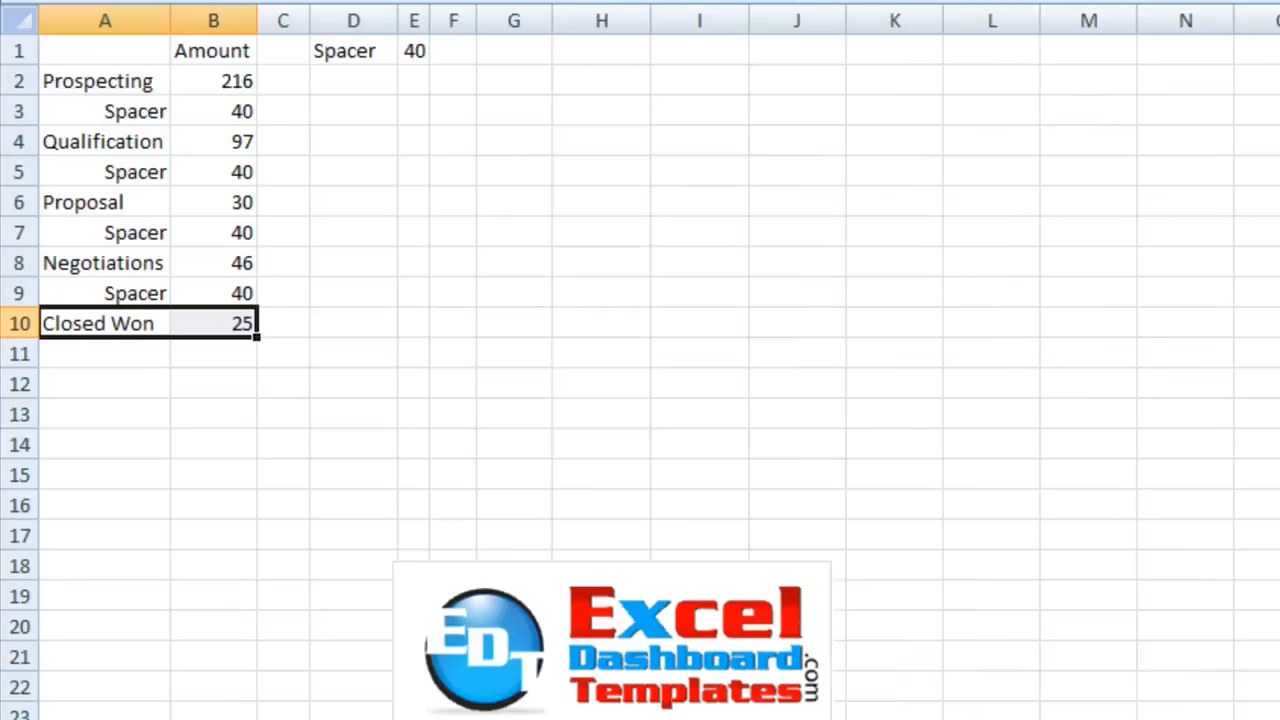 A B C D E F G H I J K L M N
1 Amount Spacer 40
2 Prospecting 216
3 Spacer 40
4 Qualification 97
5 Spacer 40
6 Proposal 30
7 Spacer 40
8 Negotiations 46
9 Spacer 40
10 Closed Won 25
11
12
13
14
15
16
17
18
19
20
21
22
23
EDT
Excel
Dashboard
Templates
.com